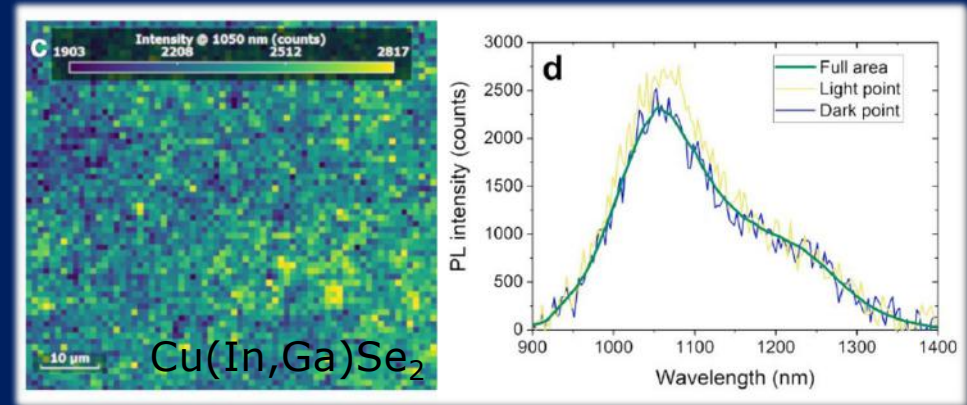 c
Intensity @ 1050 nm (counts)
1903 2208 2512 2817
10 µm
Cu(In,Ga)Se₂
d
Full area
Light point
Dark point
PL intensity (counts)
3000
2500
2000
1500
1000
500
0
900 1000 1100 1200 1300 1400
Wavelength (nm)